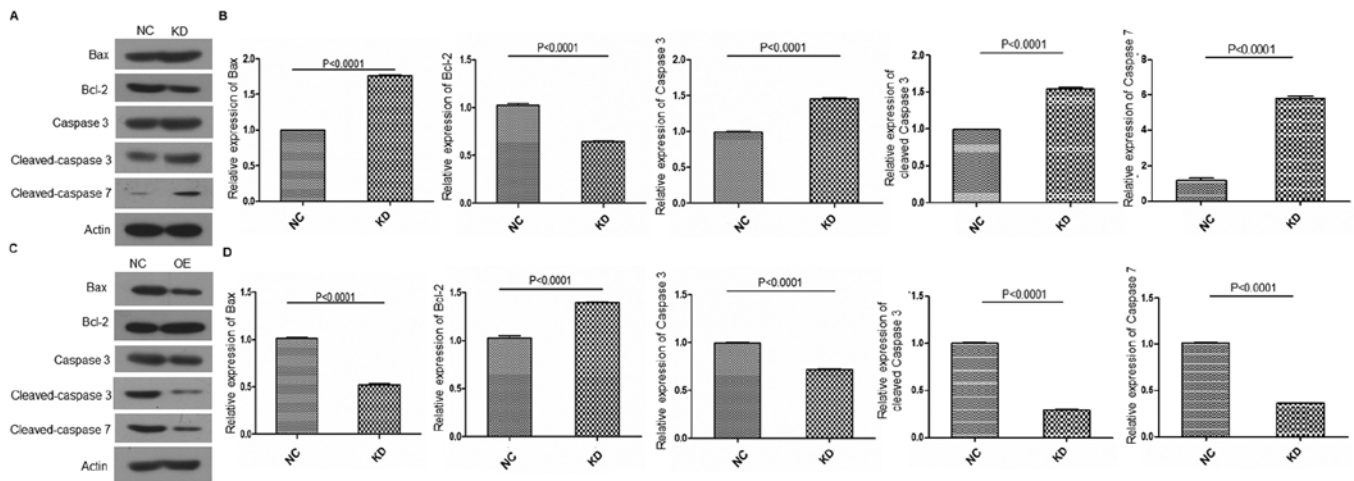 A
NC KD
Bax
Bcl-2
Caspase 3
Cleaved-caspase 3
Cleaved-caspase 7
Actin
B
Relative expression of Bax
2.0
1.5
1.0
0.5
0.0
P<0.0001
NC
KD
Relative expression of Bcl-2
1.5
1.0
0.5
0.0
P<0.0001
NC
KD
Relative expression of Caspase 3
2.0
1.5
1.0
0.5
0.0
P<0.0001
NC
KD
Relative expression of
cleaved Caspase 3
2.0
1.5
1.0
0.5
0.0
P<0.0001
NC
KD
Relative expression of Caspase 7
8
6
4
2
0
P<0.0001
NC
KD
C
NC OE
Bax
Bcl-2
Caspase 3
Cleaved-caspase 3
Cleaved-caspase 7
Actin
D
Relative expression of Bax
1.5
1.0
0.5
0.0
P<0.0001
NC
KD
Relative expression of Bcl-2
1.5
1.0
0.5
0.0
P<0.0001
NC
KD
Relative expression of Caspase 3
1.5
1.0
0.5
0.0
P<0.0001
NC
KD
Relative expression of
cleaved Caspase 3
1.5
1.0
0.5
0.0
P<0.0001
NC
KD
Relative expression of Caspase 7
1.5
1.0
0.5
0.0
P<0.0001
NC
KD